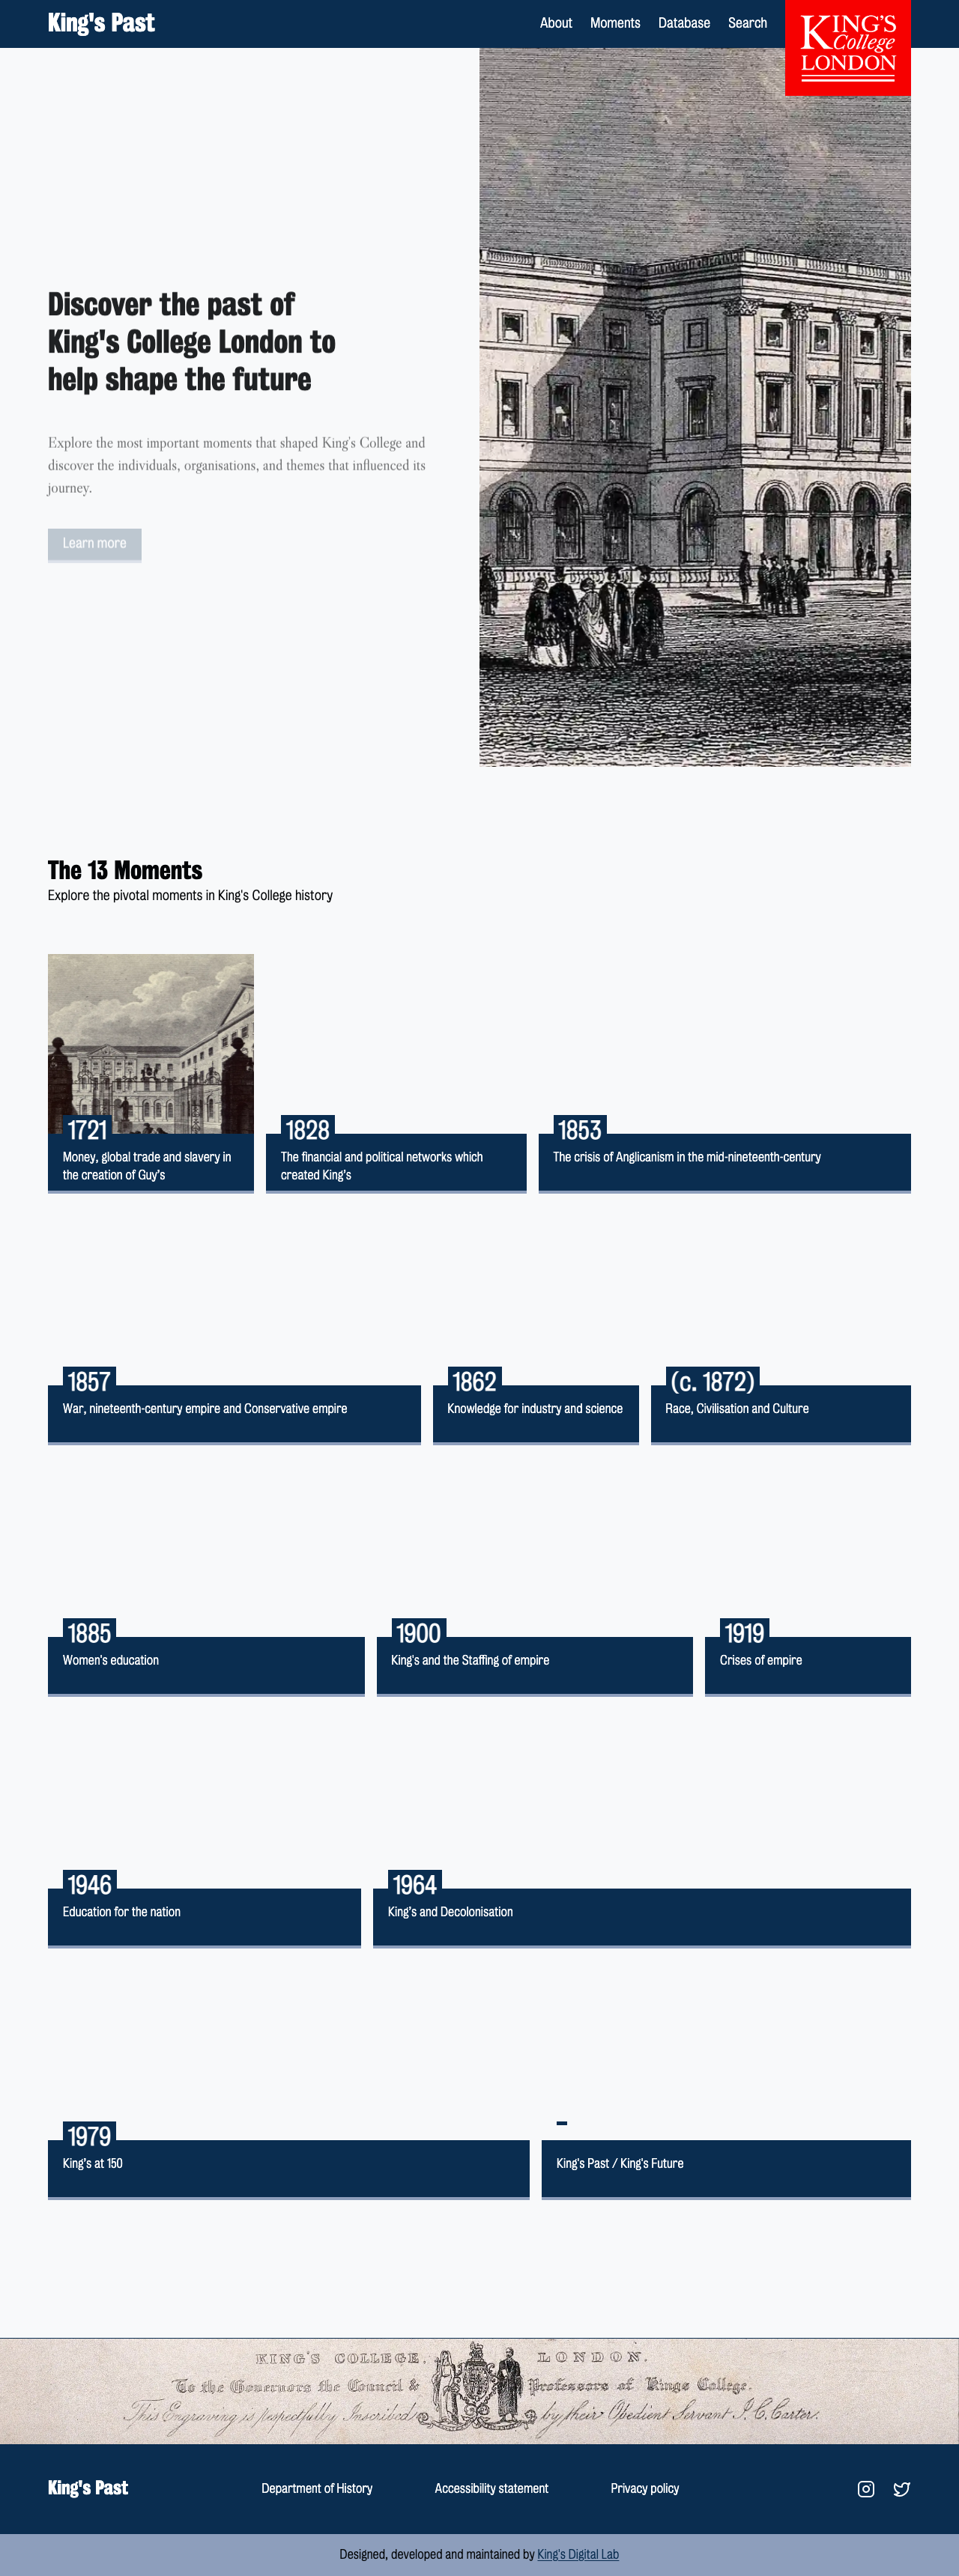 King's Past
About Moments Database Search
KING'S
College
LONDON
Discover the past of
King's College London to
help shape the future
Explore the most important moments that shaped King's College and
discover the individuals, organisations, and themes that influenced its
journey.
Learn more
The 13 Moments
Explore the pivotal moments in King's College history
1721
Money, global trade and slavery in
the creation of Guy's
1828
The financial and political networks which
created King's
1853
The crisis of Anglicanism in the mid-nineteenth-century
1857
War, nineteenth-century empire and Conservative empire
1862
Knowledge for industry and science
(c. 1872)
Race, Civilisation and Culture
1885
Women's education
1900
King's and the Staffing of empire
1919
Crises of empire
1946
Education for the nation
1964
King's and Decolonisation
1979
King's at 150
King's Past / King's Future
KING'S COLLEGE, LONDON.
To the Governors the Council & Professors of Kings College.
This Engraving is respectfully Inscribed by their Obedient Servant J. C. Carter.
King's Past
Department of History Accessibility statement Privacy policy
Designed, developed and maintained by King's Digital Lab